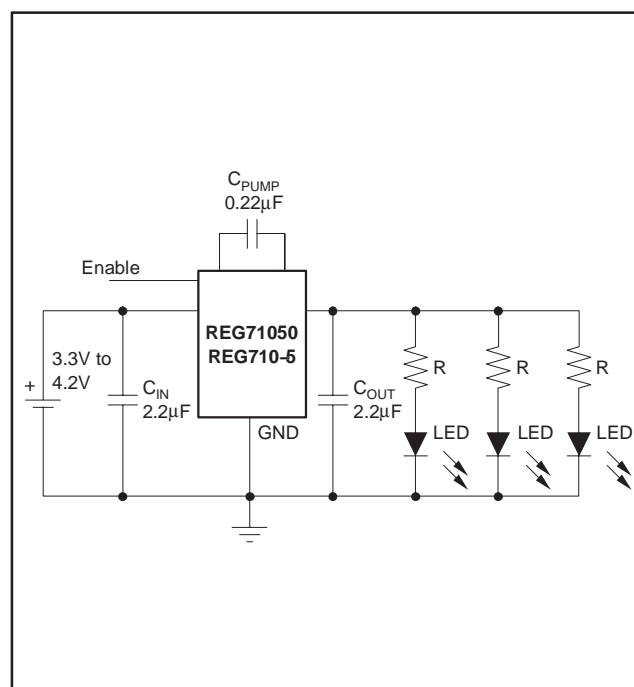 C_PUMP
0.22μF
Enable
REG71050
REG710-5
3.3V to
4.2V
+
C_IN
2.2μF
C_OUT
2.2μF
GND
R
R
R
LED
LED
LED